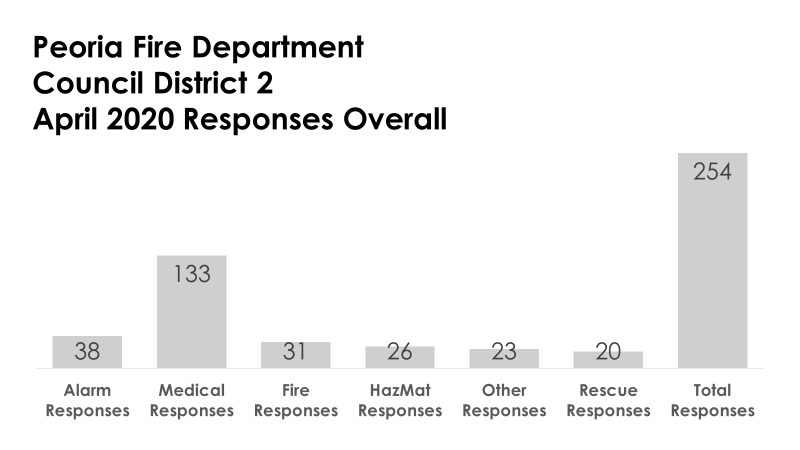 Peoria Fire Department
Council District 2
April 2020 Responses Overall
254
133
38
31
26
23
20
Alarm Responses
Medical Responses
Fire Responses
HazMat Responses
Other Responses
Rescue Responses
Total Responses